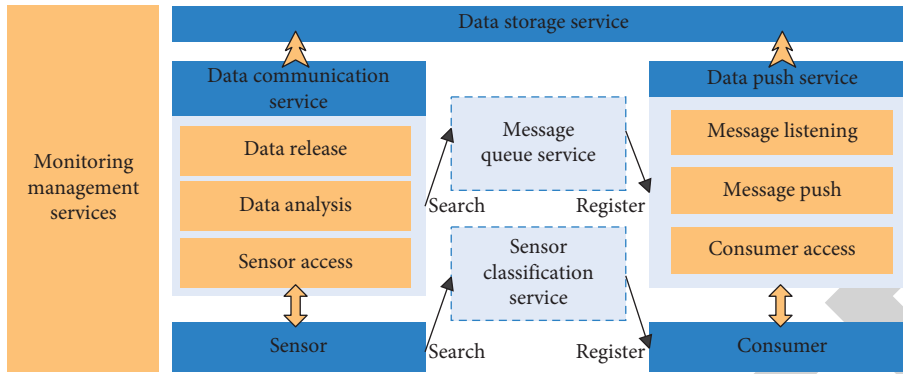 Monitoring
management
services
Data storage service
Data communication
service
Data release
Data analysis
Sensor access
Sensor
Message
queue service
Search
Register
Sensor
classification
service
Search
Register
Data push service
Message listening
Message push
Consumer access
Consumer